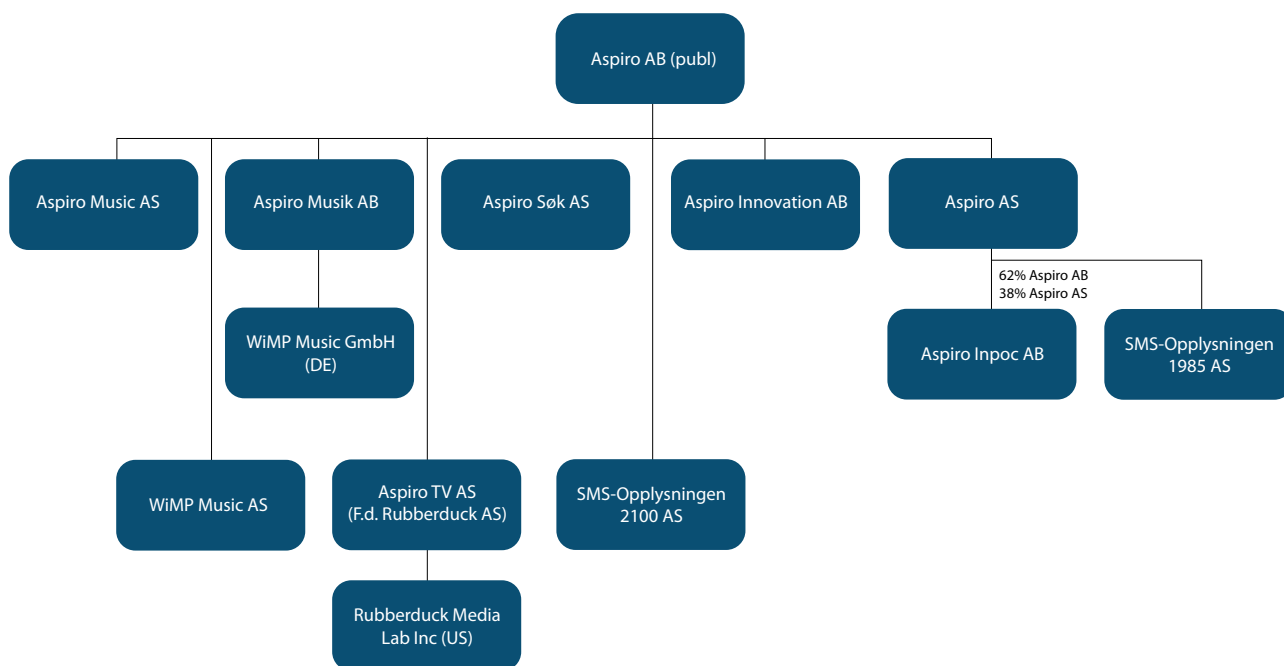 Aspiro AB (publ)
Aspiro Music AS
Aspiro Musik AB
Aspiro Søk AS
Aspiro Innovation AB
Aspiro AS
62% Aspiro AB
38% Aspiro AS
WiMP Music GmbH
(DE)
Aspiro Inpoc AB
SMS-Opplysningen
1985 AS
WiMP Music AS
Aspiro TV AS
(F.d. Rubberduck AS)
SMS-Opplysningen
2100 AS
Rubberduck Media
Lab Inc (US)